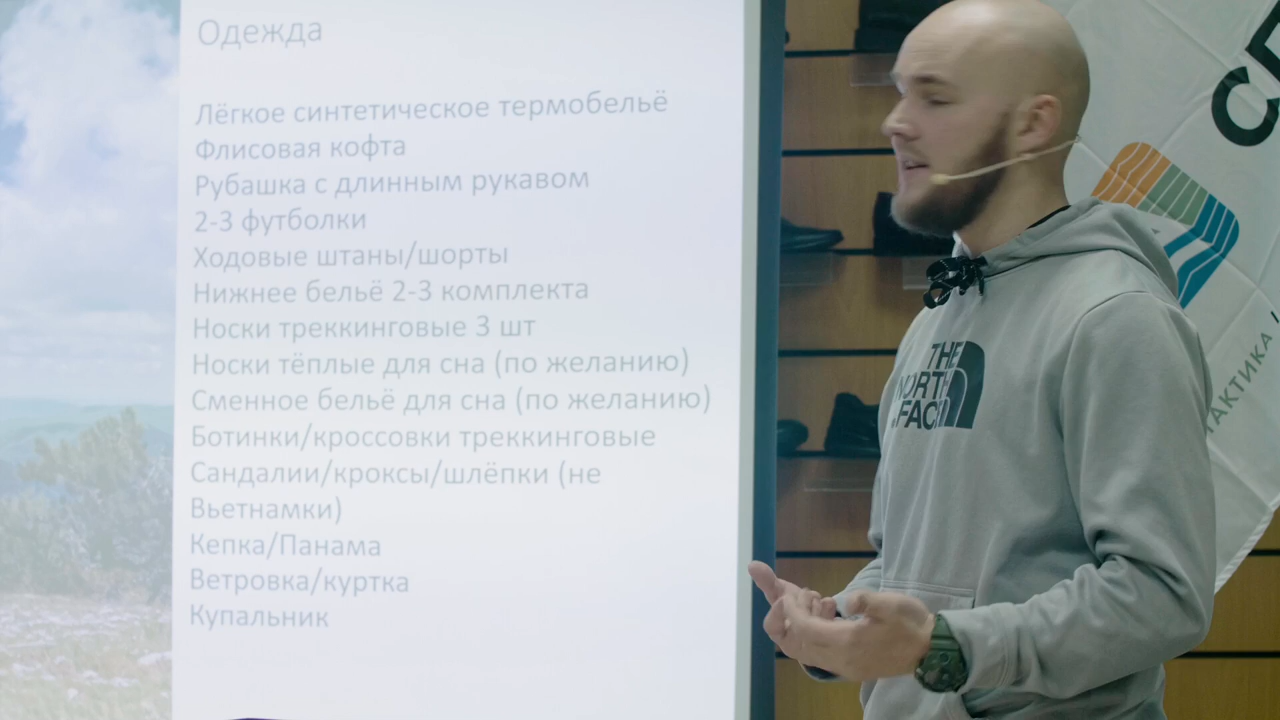 Одежда
Лёгкое синтетическое термобельё
Флисовая кофта
Рубашка с длинным рукавом
2-3 футболки
Ходовые штаны/шорты
Нижнее бельё 2-3 комплекта
Носки треккинговые 3 шт
Носки тёплые для сна (по желанию)
Сменное бельё для сна (по желанию)
Ботинки/кроссовки треккинговые
Сандалии/кроксы/шлёпки (не
Вьетнамки)
Кепка/Панама
Ветровка/куртка
Купальник
THE
NORTH
FACE